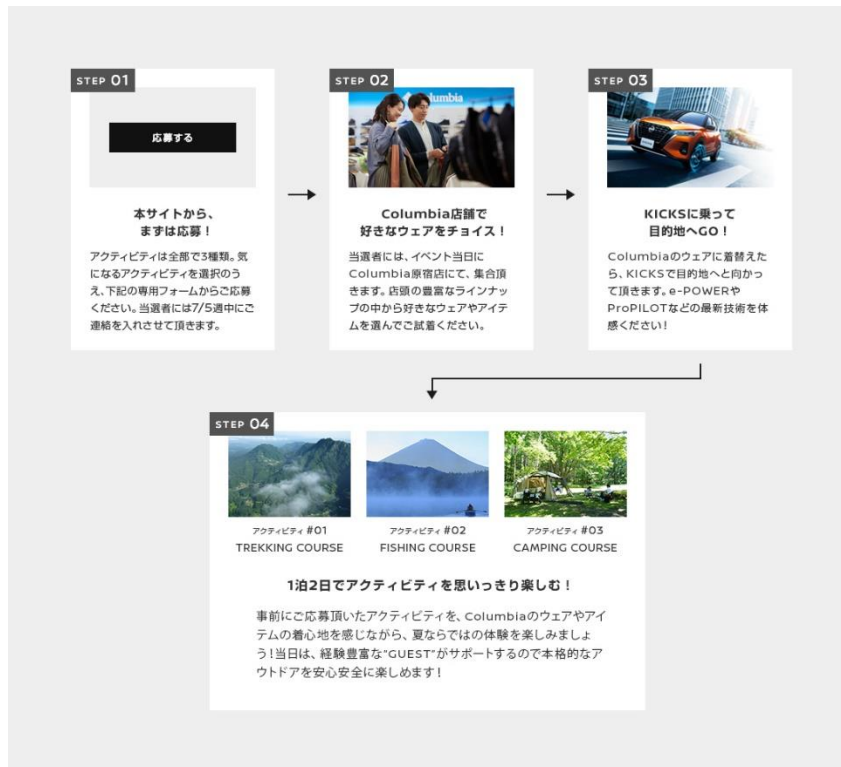 STEP 01
応募する
本サイトから、
まずは応募！
アクティビティは全部で3種類。気
になるアクティビティを選択のう
え、下記の専用フォームからご応募
ください。当選者には7/5週中にご
連絡を入れさせて頂きます。
STEP 02
lumbia
Columbia店舗で
好きなウェアをチョイス！
当選者には、イベント当日に
Columbia原宿店にて、集合頂
きます。店頭の豊富なラインナッ
プの中から好きなウェアやアイテ
ムを選んでご試着ください。
STEP 03
KICKSに乗って
目的地へGO！
Columbiaのウェアに着替えた
ら、KICKSで目的地へと向かっ
て頂きます。e-POWERや
ProPILOTなどの最新技術を体
感ください！
STEP 04
アクティビティ #01
TREKKING COURSE
アクティビティ #02
FISHING COURSE
アクティビティ #03
CAMPING COURSE
1泊2日でアクティビティを思いっきり楽しむ！
事前にご応募頂いたアクティビティを、Columbiaのウェアやアイ
テムの着心地を感じながら、夏ならではの体験を楽しみましょ
う！当日は、経験豊富な"GUEST"がサポートするので本格的なア
ウトドアを安心安全に楽しめます！